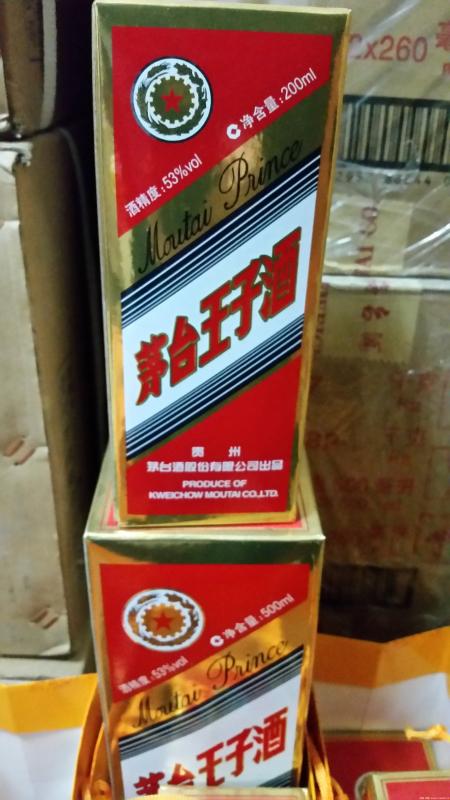 净含量:200ml
酒精度:53%vol
Moutai Prince
茅台王子酒
贵 州
茅台酒股份有限公司出品
PRODUCE OF
KWEICHOW MOUTAI CO.,LTD.
净含量:500ml
酒精度:53%vol
Moutai Prince
茅台王子酒
x260